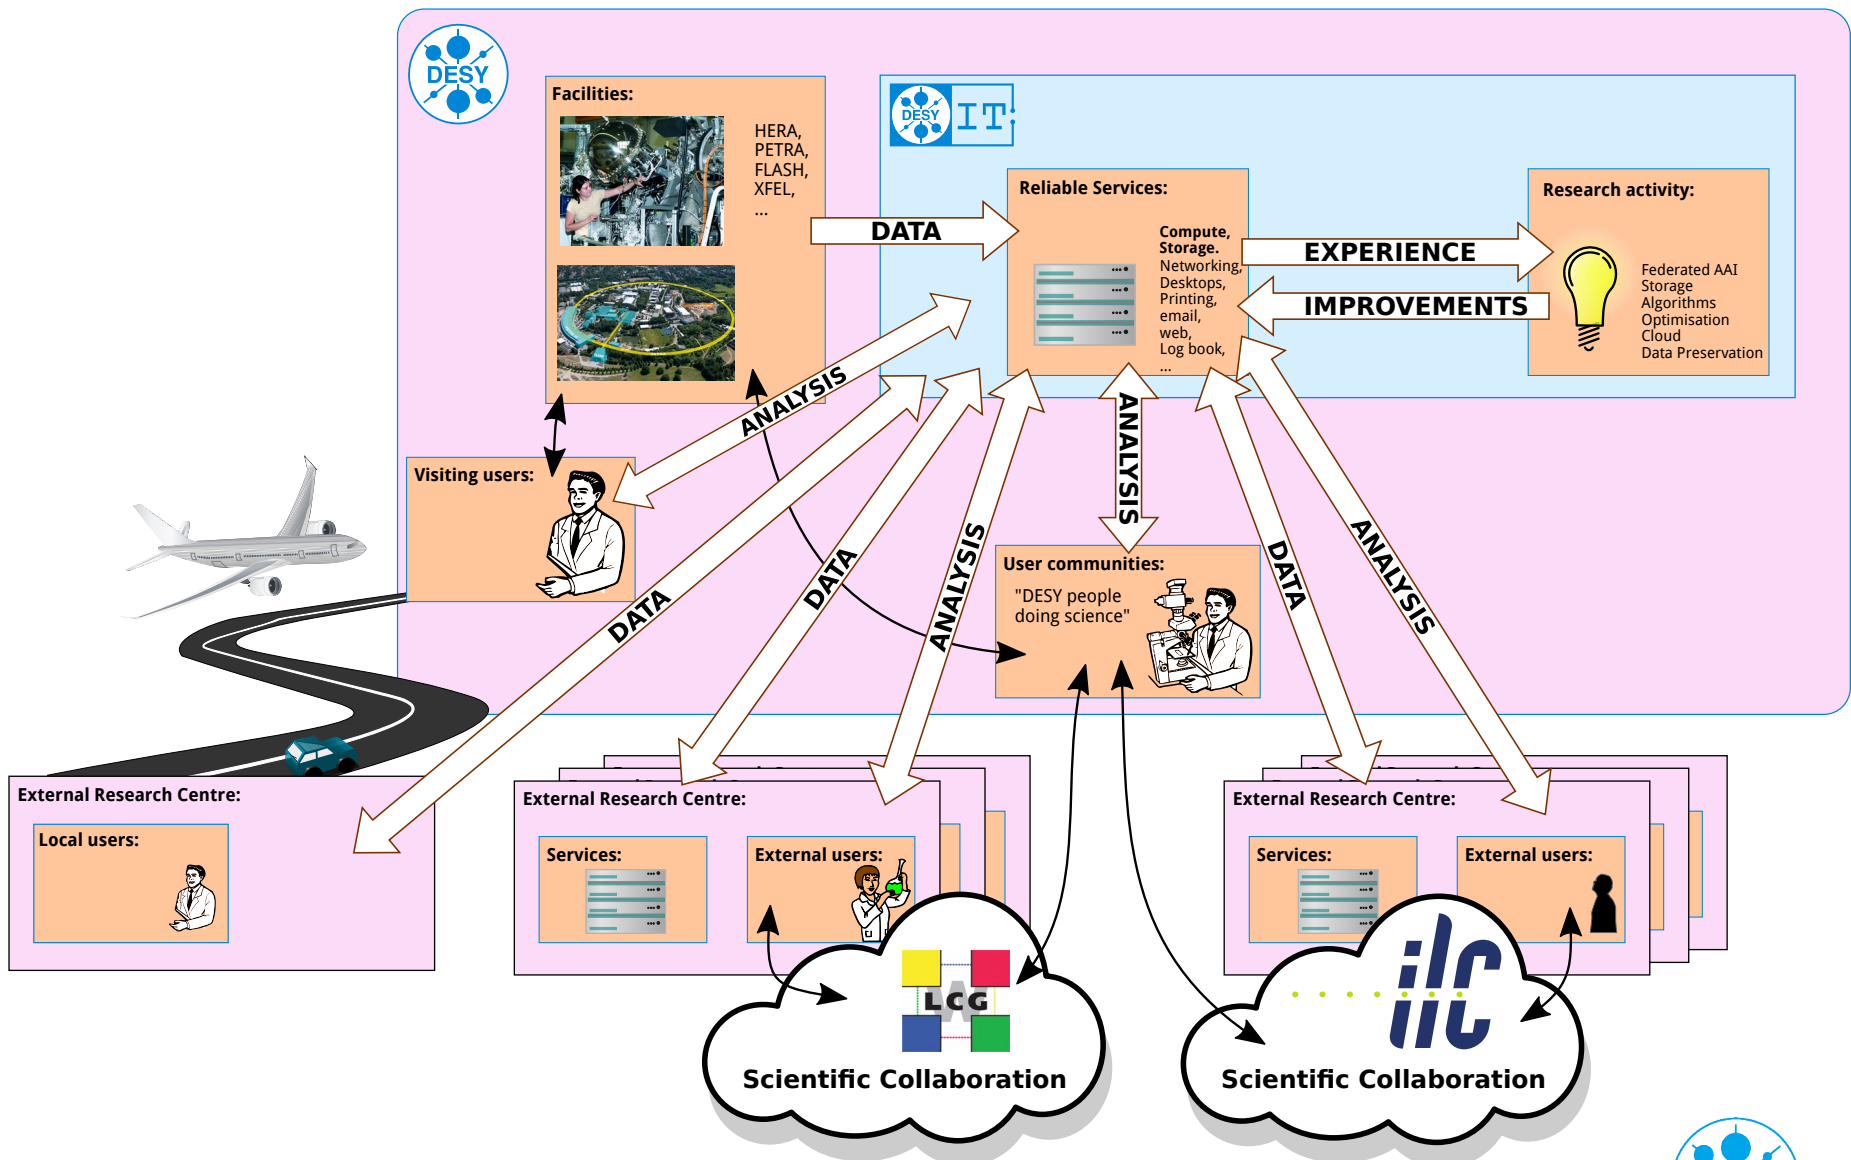 DESY
Facilities:
HERA,
PETRA,
FLASH,
XFEL,
...
DESY
IT
Reliable Services:
Compute,
Storage.
Networking,
Desktops,
Printing,
email,
web,
Log book,
...
Research activity:
Federated AAI
Storage
Algorithms
Optimisation
Cloud
Data Preservation
DATA
EXPERIENCE
IMPROVEMENTS
ANALYSIS
ANALYSIS
Visiting users:
DATA
DATA
ANALYSIS
DATA
ANALYSIS
User communities:
"DESY people
doing science"
External Research Centre:
Local users:
External Research Centre:
Services:
External users:
External Research Centre:
Services:
External users:
W
LCG
Scientific Collaboration
ilc
Scientific Collaboration